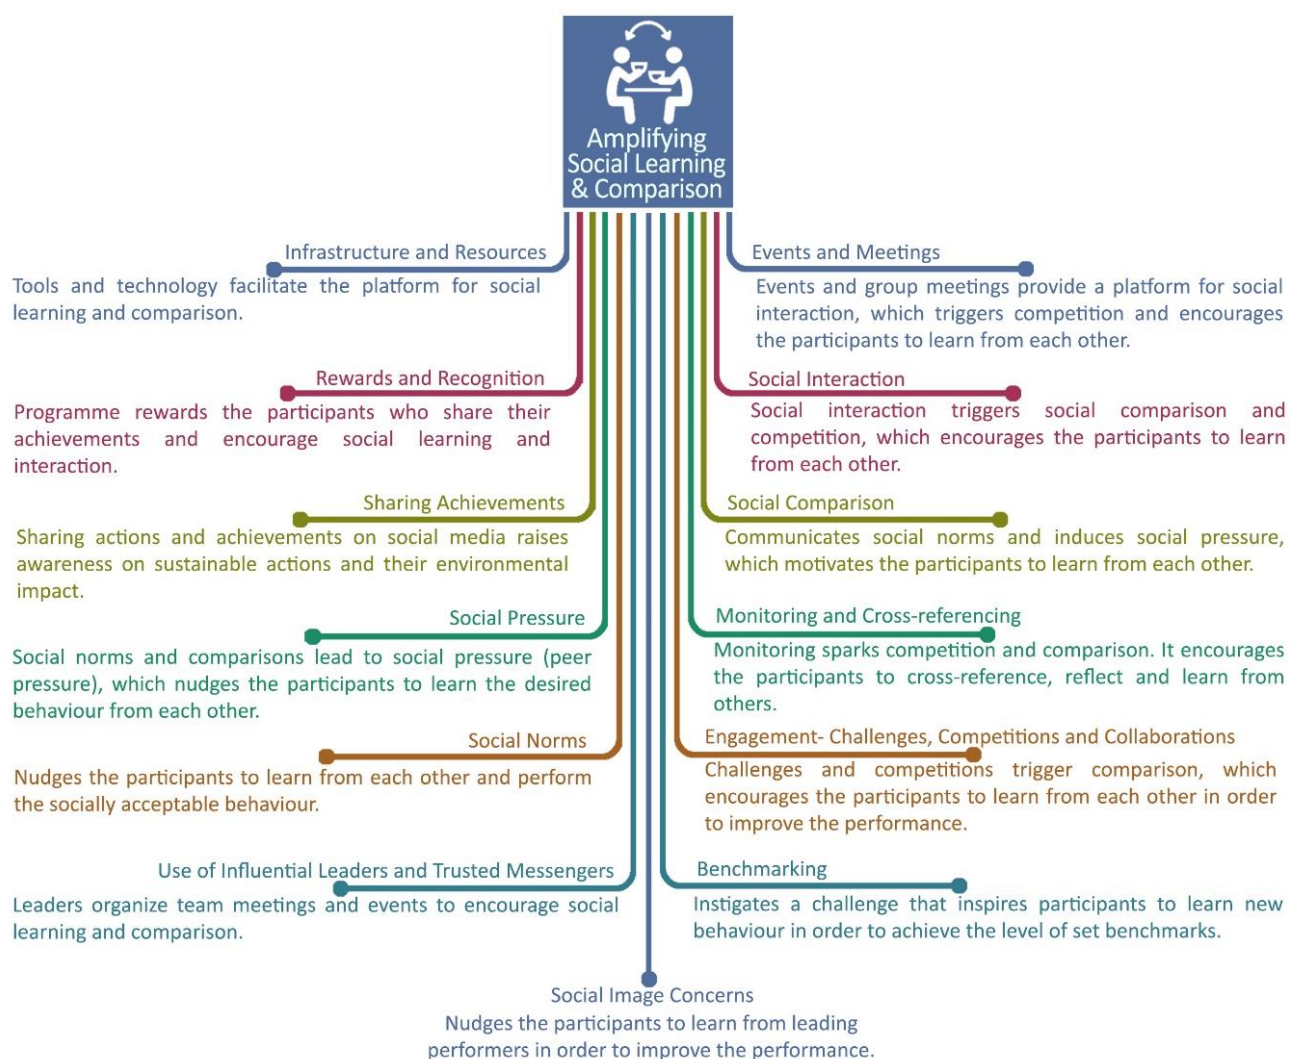 Amplifying
Social Learning
& Comparison
Infrastructure and Resources
Tools and technology facilitate the platform for social
learning and comparison.
Rewards and Recognition
Programme rewards the participants who share their
achievements and encourage social learning and
interaction.
Sharing Achievements
Sharing actions and achievements on social media raises
awareness on sustainable actions and their environmental
impact.
Social Pressure
Social norms and comparisons lead to social pressure (peer
pressure), which nudges the participants to learn the desired
behaviour from each other.
Social Norms
Nudges the participants to learn from each other and perform
the socially acceptable behaviour.
Use of Influential Leaders and Trusted Messengers
Leaders organize team meetings and events to encourage social
learning and comparison.
Events and Meetings
Events and group meetings provide a platform for social
interaction, which triggers competition and encourages
the participants to learn from each other.
Social Interaction
Social interaction triggers social comparison and
competition, which encourages the participants to learn
from each other.
Social Comparison
Communicates social norms and induces social pressure,
which motivates the participants to learn from each other.
Monitoring and Cross-referencing
Monitoring sparks competition and comparison. It encourages
the participants to cross-reference, reflect and learn from
others.
Engagement- Challenges, Competitions and Collaborations
Challenges and competitions trigger comparison, which
encourages the participants to learn from each other in order
to improve the performance.
Benchmarking
Instigates a challenge that inspires participants to learn new
behaviour in order to achieve the level of set benchmarks.
Social Image Concerns
Nudges the participants to learn from leading
performers in order to improve the performance.